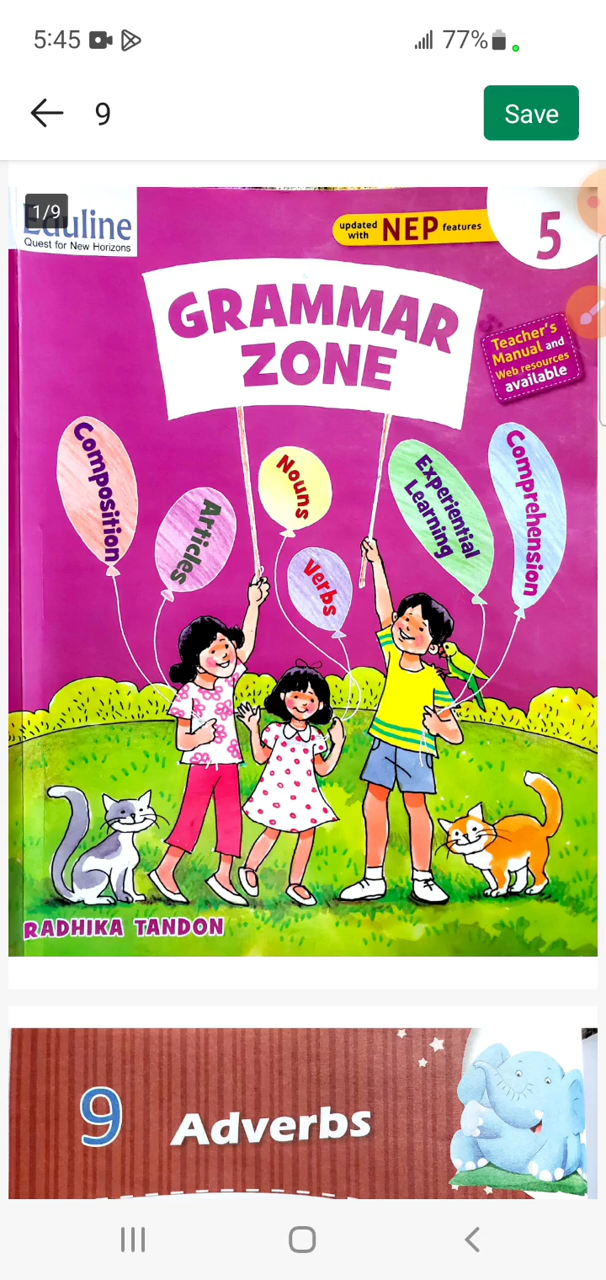 5:45
77%
9
Save
1/9
Eduline
Quest for New Horizons
updated with NEP features
5
GRAMMAR
ZONE
Teacher's
Manual and
Web resources
available
Composition
Articles
Nouns
Verbs
Experiential
Learning
Comprehension
RADHIKA TANDON
9 Adverbs